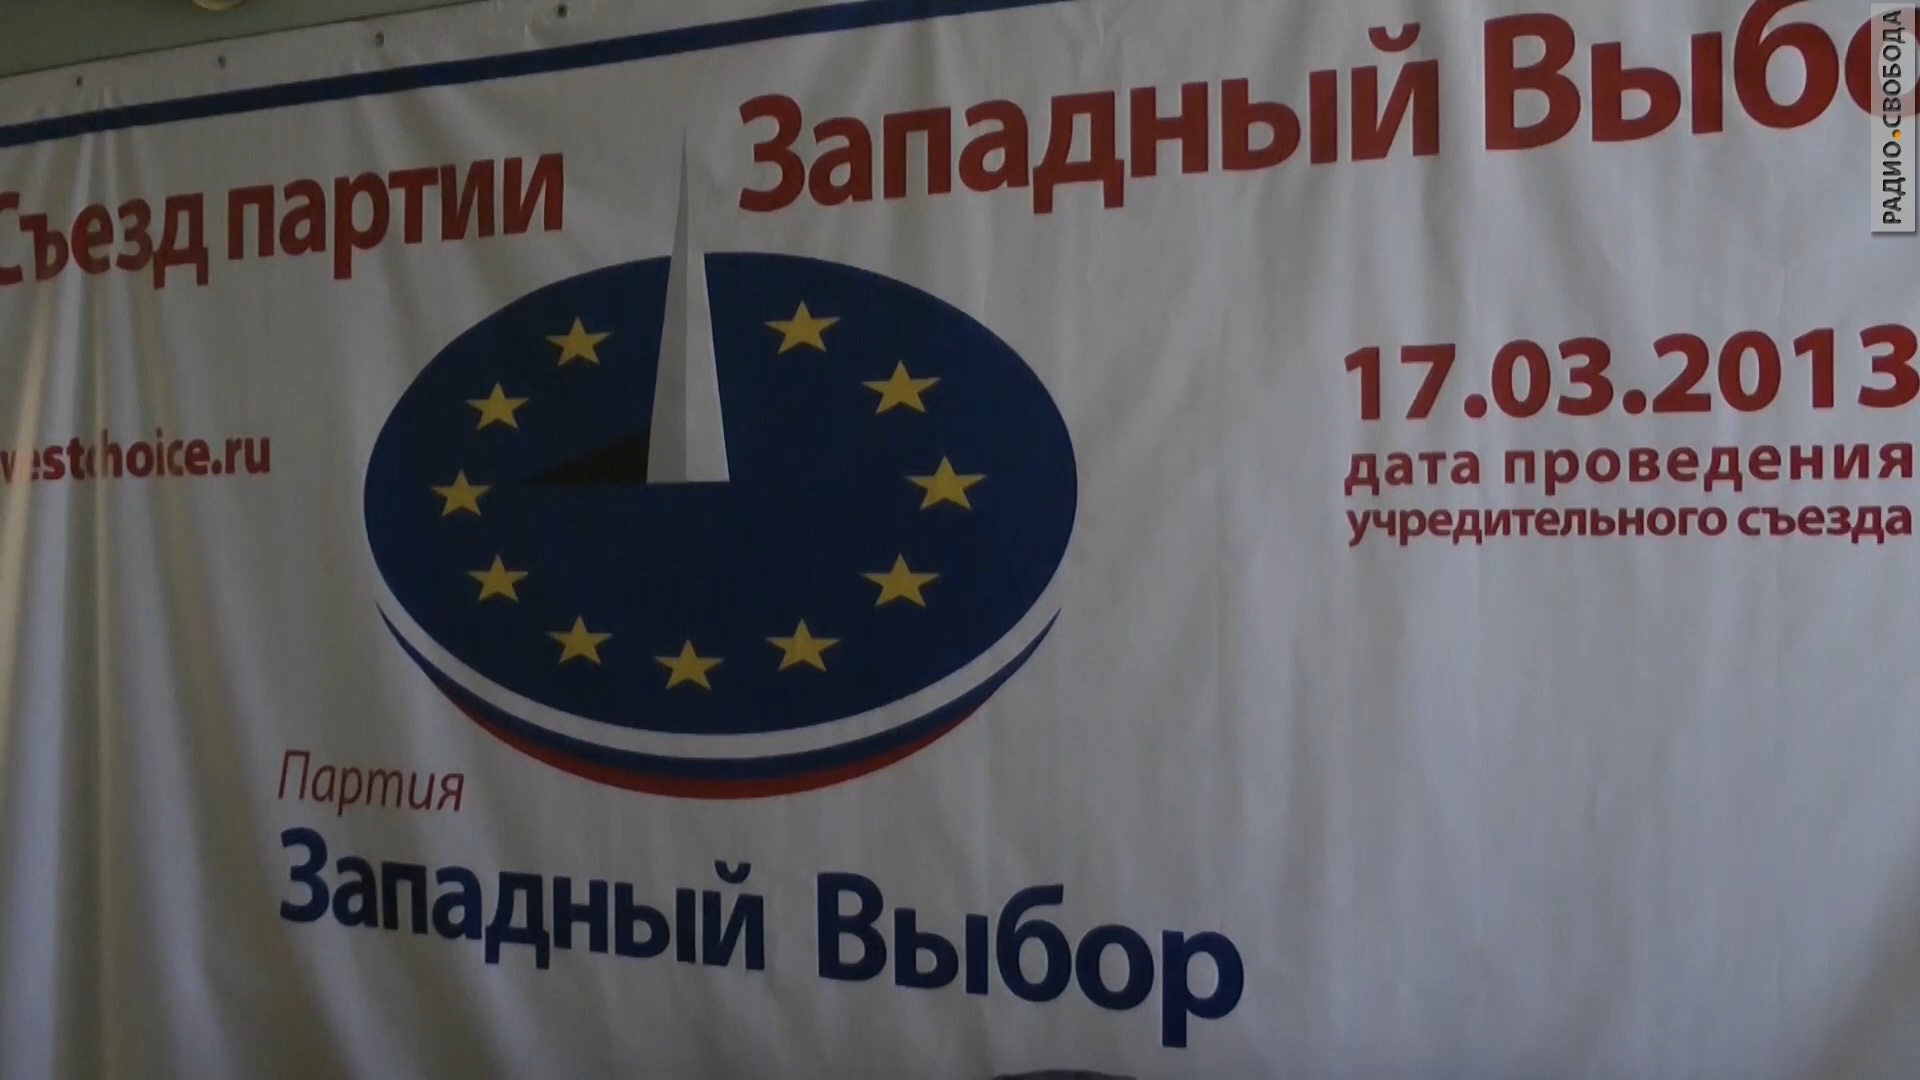 Съезд партии
Западный Выбо
westchoice.ru
17.03.2013
дата проведения
учредительного съезда
Партия
Западный Выбор
РАДИО СВОБОДА